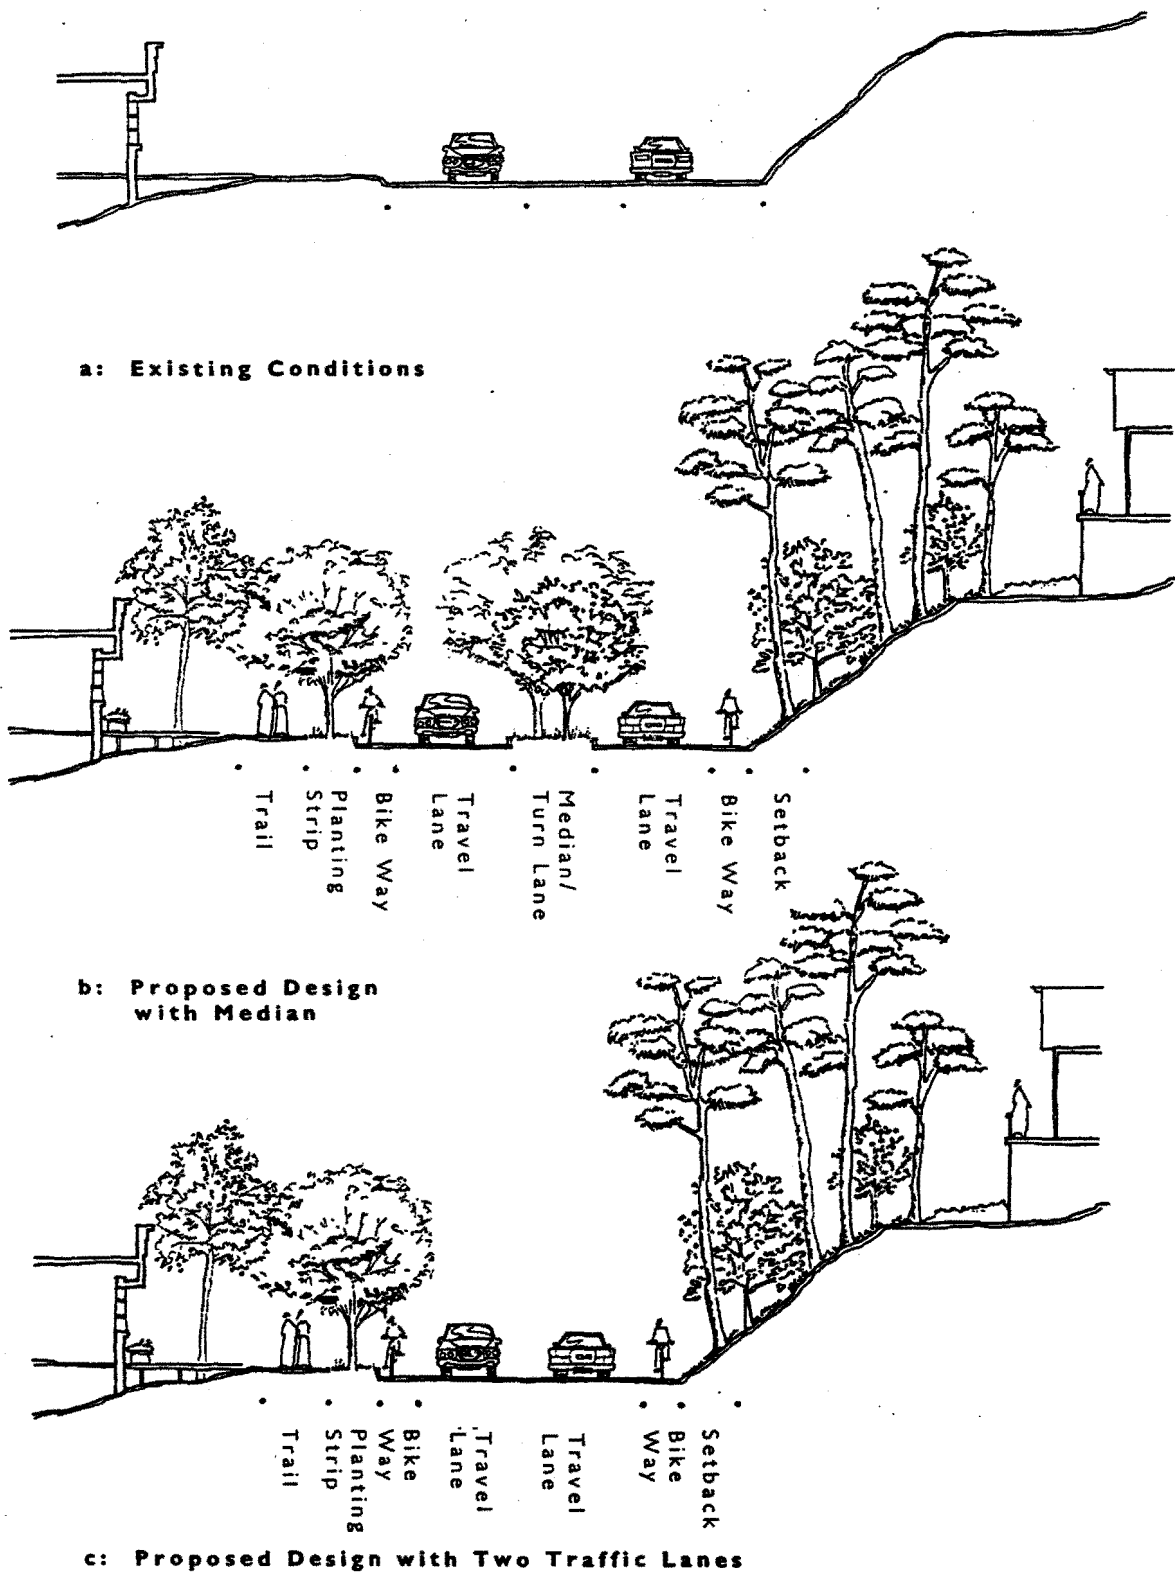 a: Existing Conditions
Trail
Planting
Strip
Bike Way
Travel
Lane
Median/
Turn Lane
Travel
Lane
Bike Way
Setback
b: Proposed Design
with Median
Trail
Planting
Strip
Bike
Way
Travel
Lane
Travel
Lane
Bike
Way
Setback
c: Proposed Design with Two Traffic Lanes